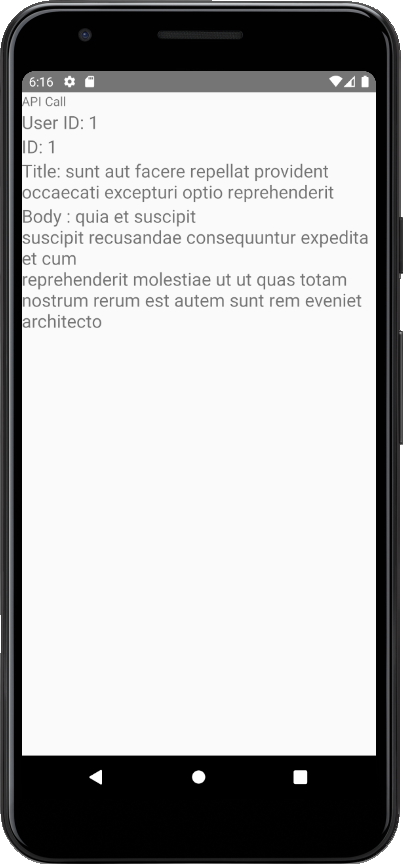 6:16
API Call
User ID: 1
ID: 1
Title: sunt aut facere repellat provident
occaecati excepturi optio reprehenderit
Body : quia et suscipit
suscipit recusandae consequuntur expedita
et cum
reprehenderit molestiae ut ut quas totam
nostrum rerum est autem sunt rem eveniet
architecto